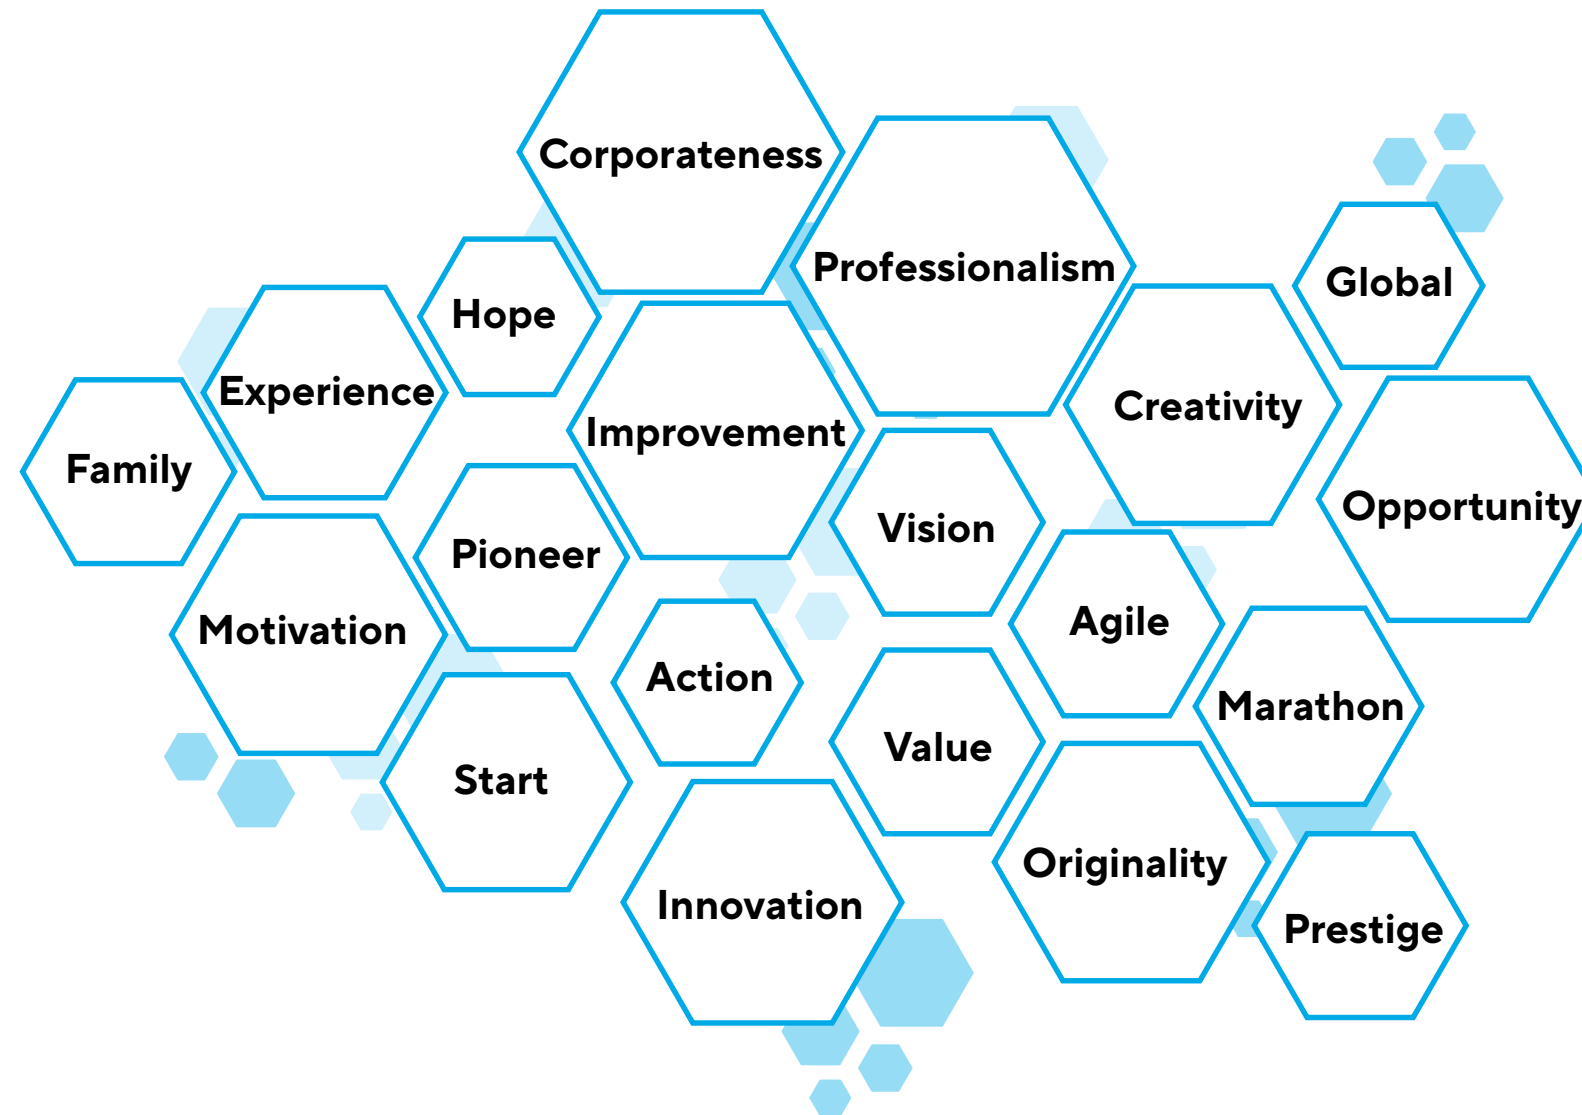 Corporateness
Professionalism
Global
Hope
Experience
Creativity
Improvement
Family
Opportunity
Vision
Pioneer
Agile
Motivation
Action
Marathon
Value
Start
Originality
Innovation
Prestige